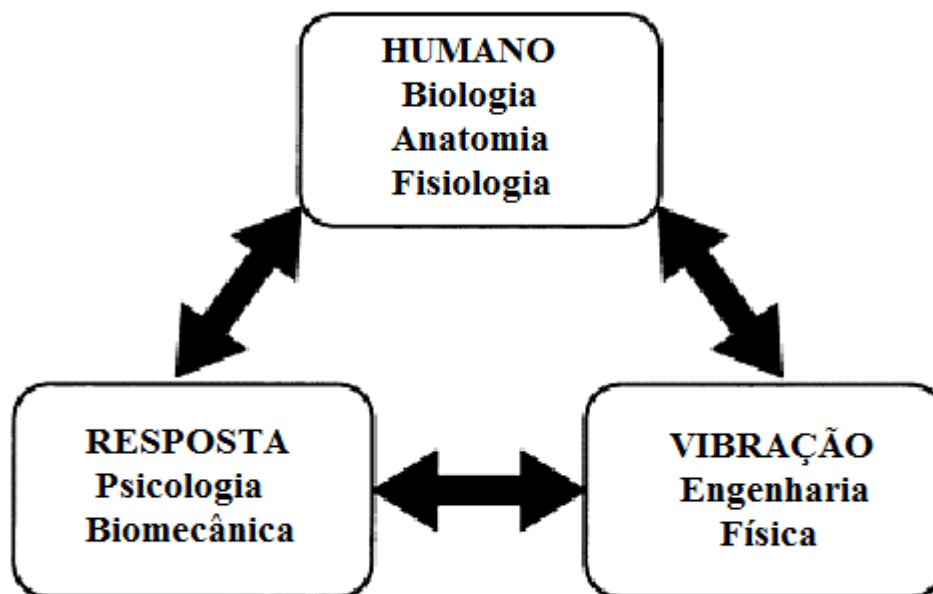 HUMANO
Biologia
Anatomia
Fisiologia
RESPOSTA
Psicologia
Biomecânica
VIBRAÇÃO
Engenharia
Física